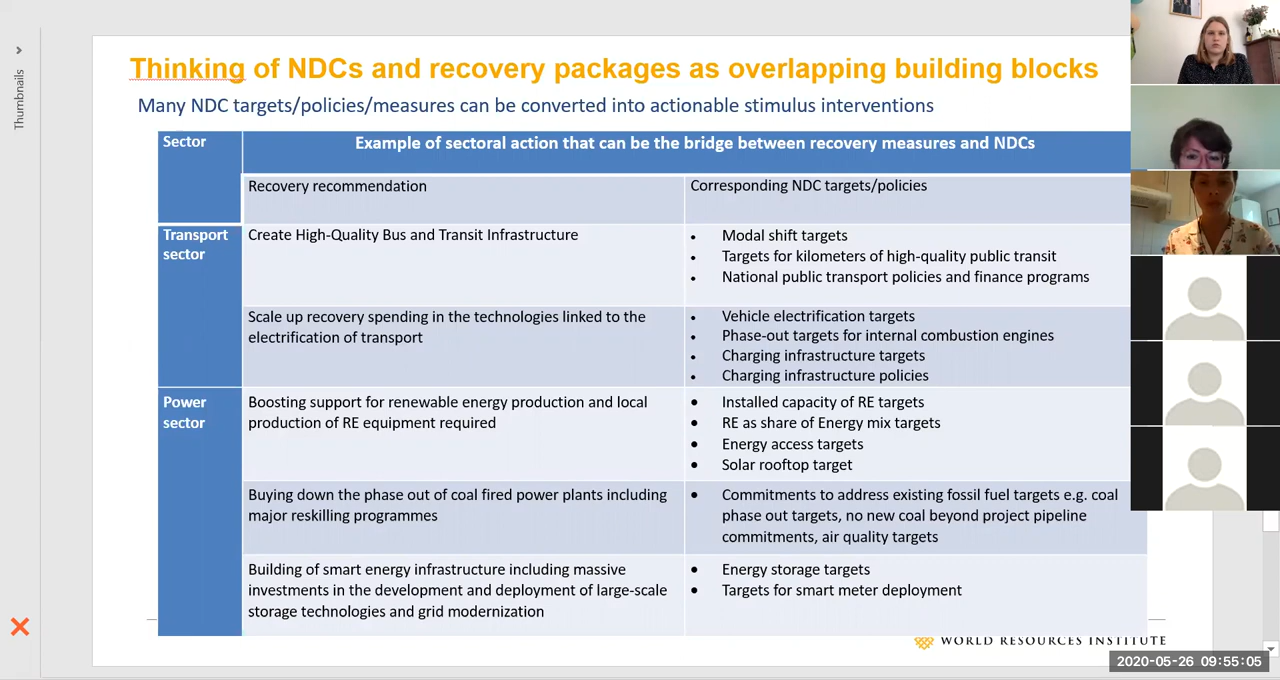 Thumbnails
Thinking of NDCs and recovery packages as overlapping building blocks
Many NDC targets/policies/measures can be converted into actionable stimulus interventions
Sector
Example of sectoral action that can be the bridge between recovery measures and NDCs
Recovery recommendation
Corresponding NDC targets/policies
Transport
sector
Create High-Quality Bus and Transit Infrastructure
• Modal shift targets
• Targets for kilometers of high-quality public transit
• National public transport policies and finance programs
Scale up recovery spending in the technologies linked to the
electrification of transport
• Vehicle electrification targets
• Phase-out targets for internal combustion engines
• Charging infrastructure targets
• Charging infrastructure policies
Power
sector
Boosting support for renewable energy production and local
production of RE equipment required
• Installed capacity of RE targets
• RE as share of Energy mix targets
• Energy access targets
• Solar rooftop target
Buying down the phase out of coal fired power plants including
major reskilling programmes
• Commitments to address existing fossil fuel targets e.g. coal
phase out targets, no new coal beyond project pipeline
commitments, air quality targets
Building of smart energy infrastructure including massive
investments in the development and deployment of large-scale
storage technologies and grid modernization
• Energy storage targets
• Targets for smart meter deployment
WORLD RESOURCES INSTITUTE
2020-05-26 09:55:05